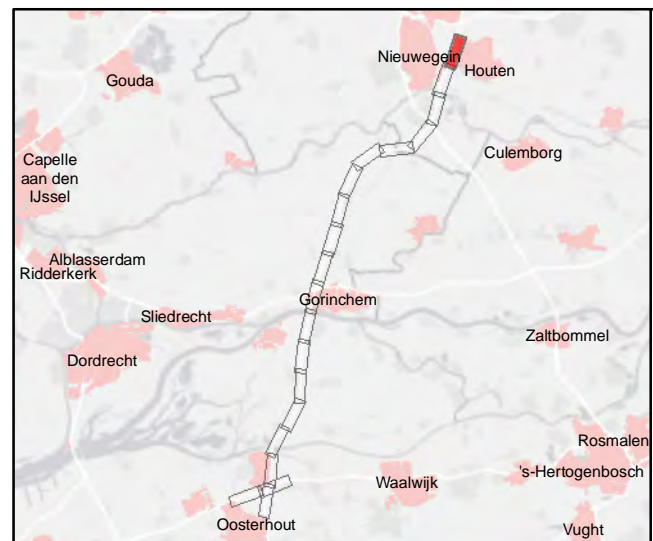 Nieuwegein
Houten
Gouda
Culemborg
Capelle
aan den
IJssel
Alblasserdam
Ridderkerk
Sliedrecht
Gorinchem
Zaltbommel
Dordrecht
Rosmalen
Waalwijk
's-Hertogenbosch
Oosterhout
Vught